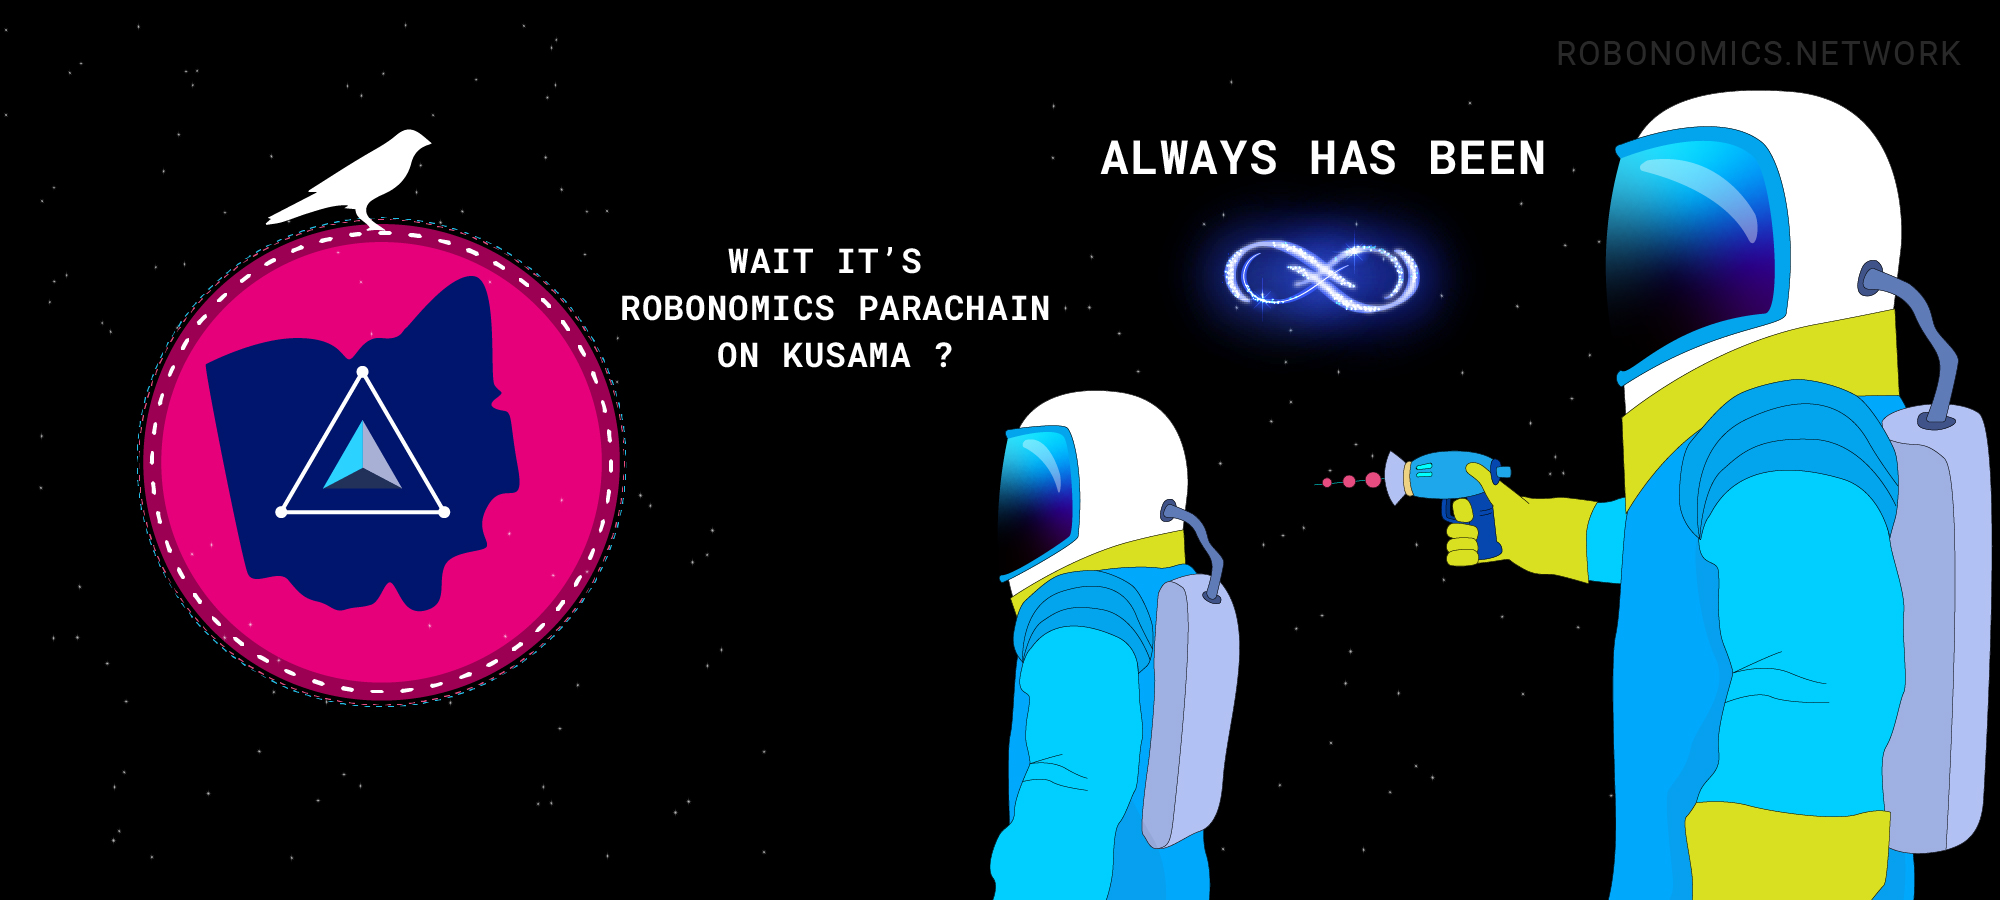 ROBONOMICS.NETWORK
ALWAYS HAS BEEN
WAIT IT’S
ROBONOMICS PARACHAIN
ON KUSAMA ?